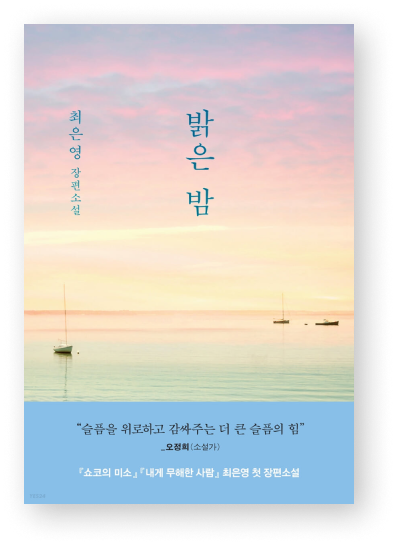 밝은 밤
최은영 장편소설
“슬픔을 위로하고 감싸주는 더 큰 슬픔의 힘”
_오정희(소설가)
『쇼코의 미소』 『내게 무해한 사람』 최은영 첫 장편소설